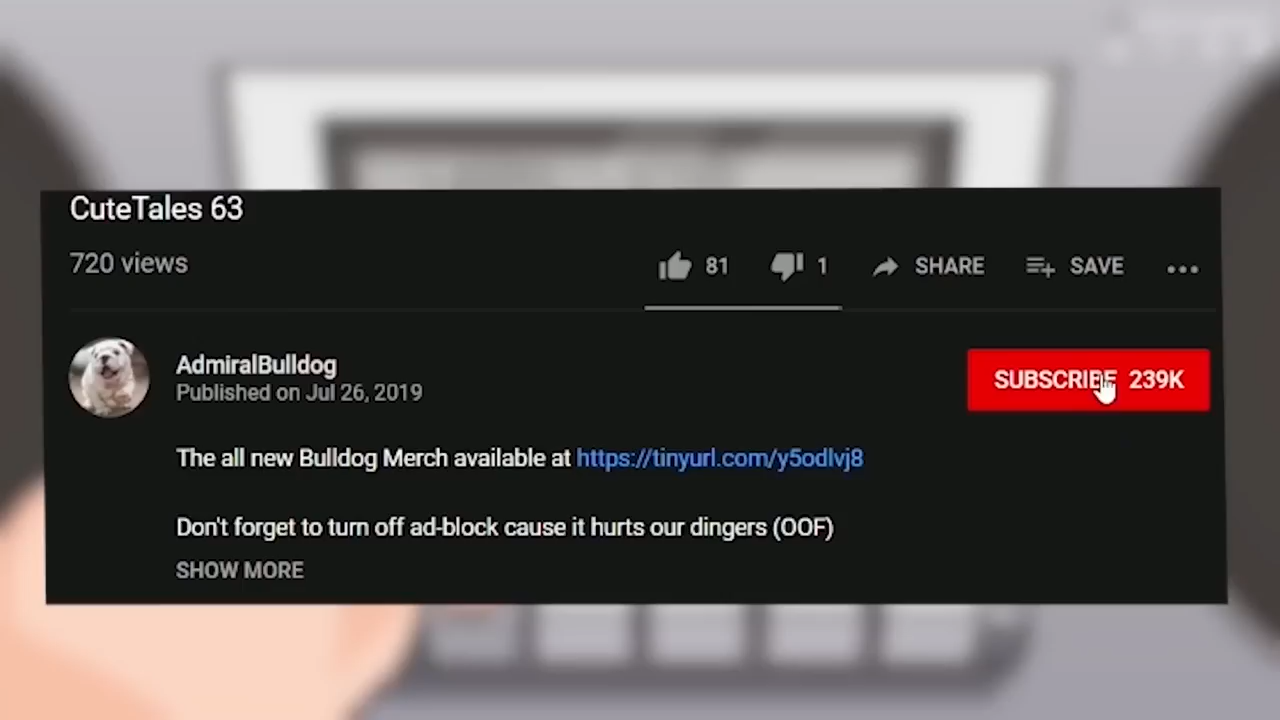 CuteTales 63
720 views
81
1
SHARE
SAVE
AdmiralBulldog
Published on Jul 26, 2019
SUBSCRIBE 239K
The all new Bulldog Merch available at https://tinyurl.com/y5odlvj8
Don't forget to turn off ad-block cause it hurts our dingers (OOF)
SHOW MORE